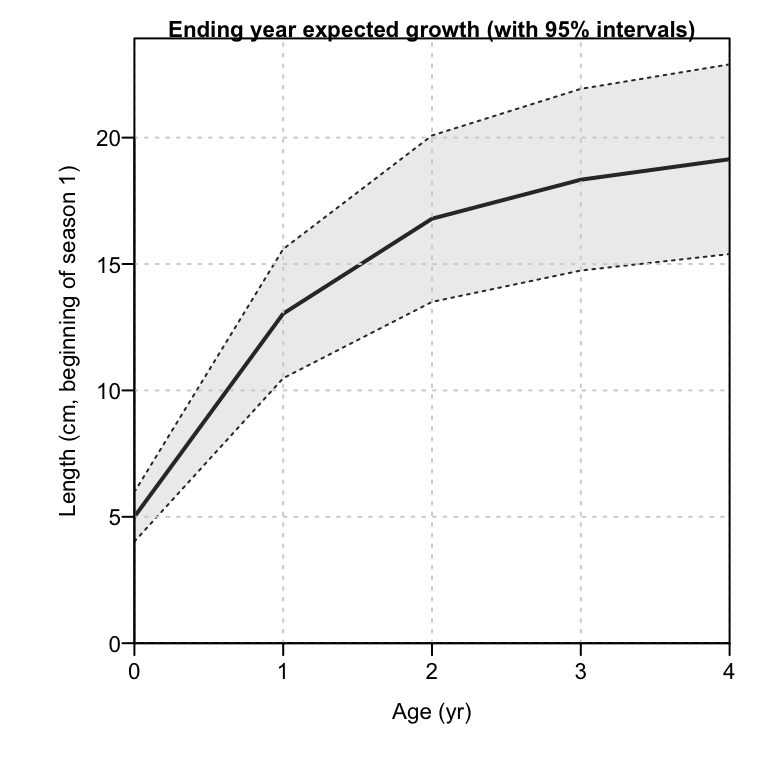 Ending year expected growth (with 95% intervals)
Length (cm, beginning of season 1)
20
15
10
5
0
0 1 2 3 4
Age (yr)